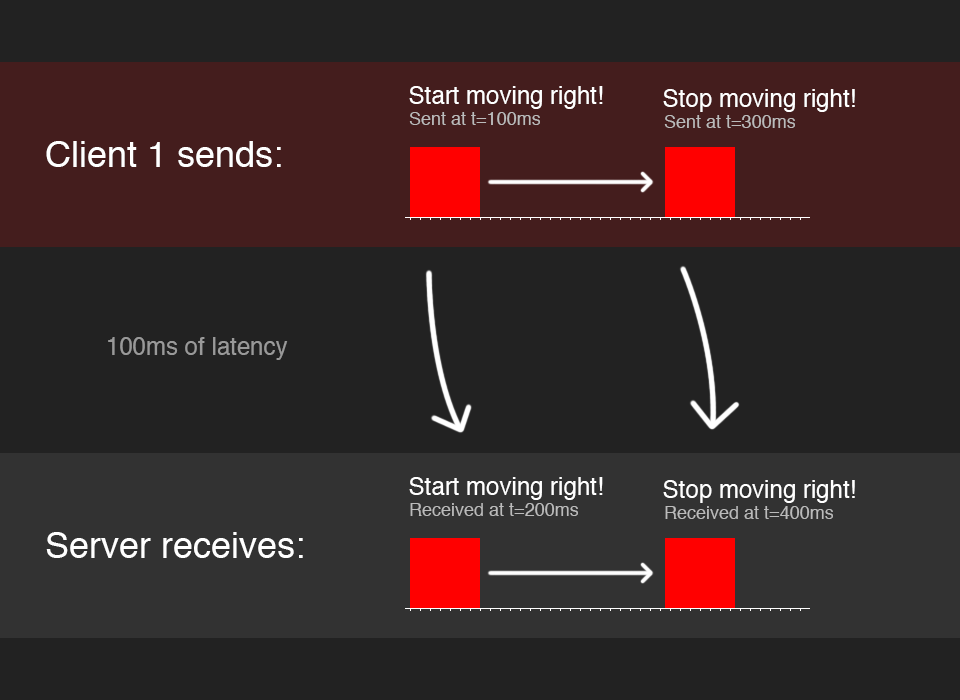 Start moving right!
Sent at t=100ms
Stop moving right!
Sent at t=300ms
Client 1 sends:
100ms of latency
Start moving right!
Received at t=200ms
Stop moving right!
Received at t=400ms
Server receives: